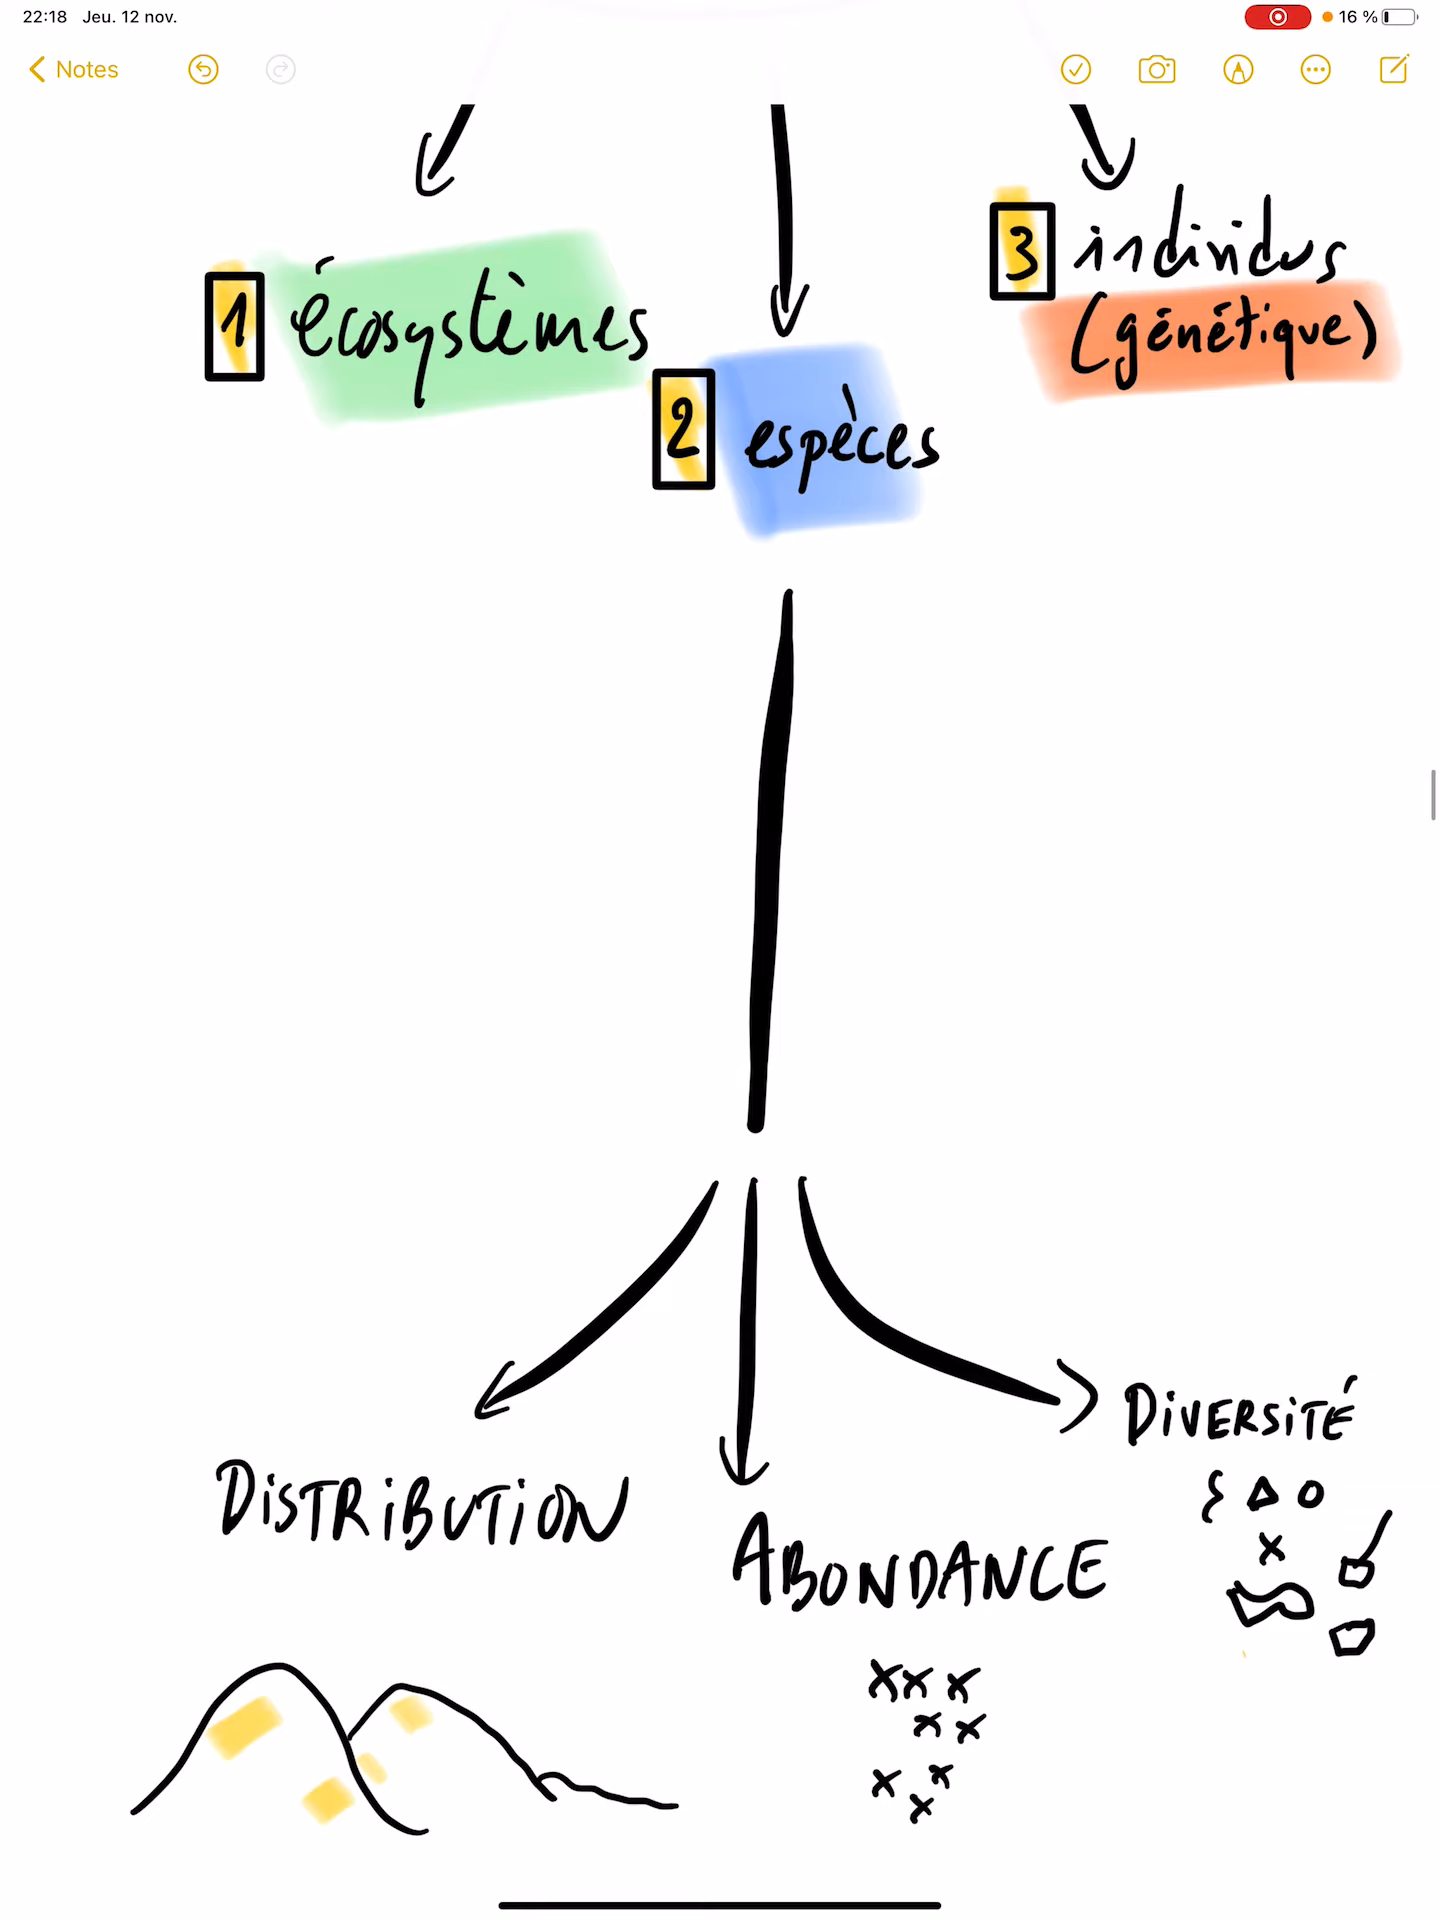 22:18 Jeu. 12 nov.
16 %
Notes
1 écosystèmes
2 espèces
3 individus
(génétique)
DiSTRiBUTiON
ABONDANCE
DiVERSiTÉ